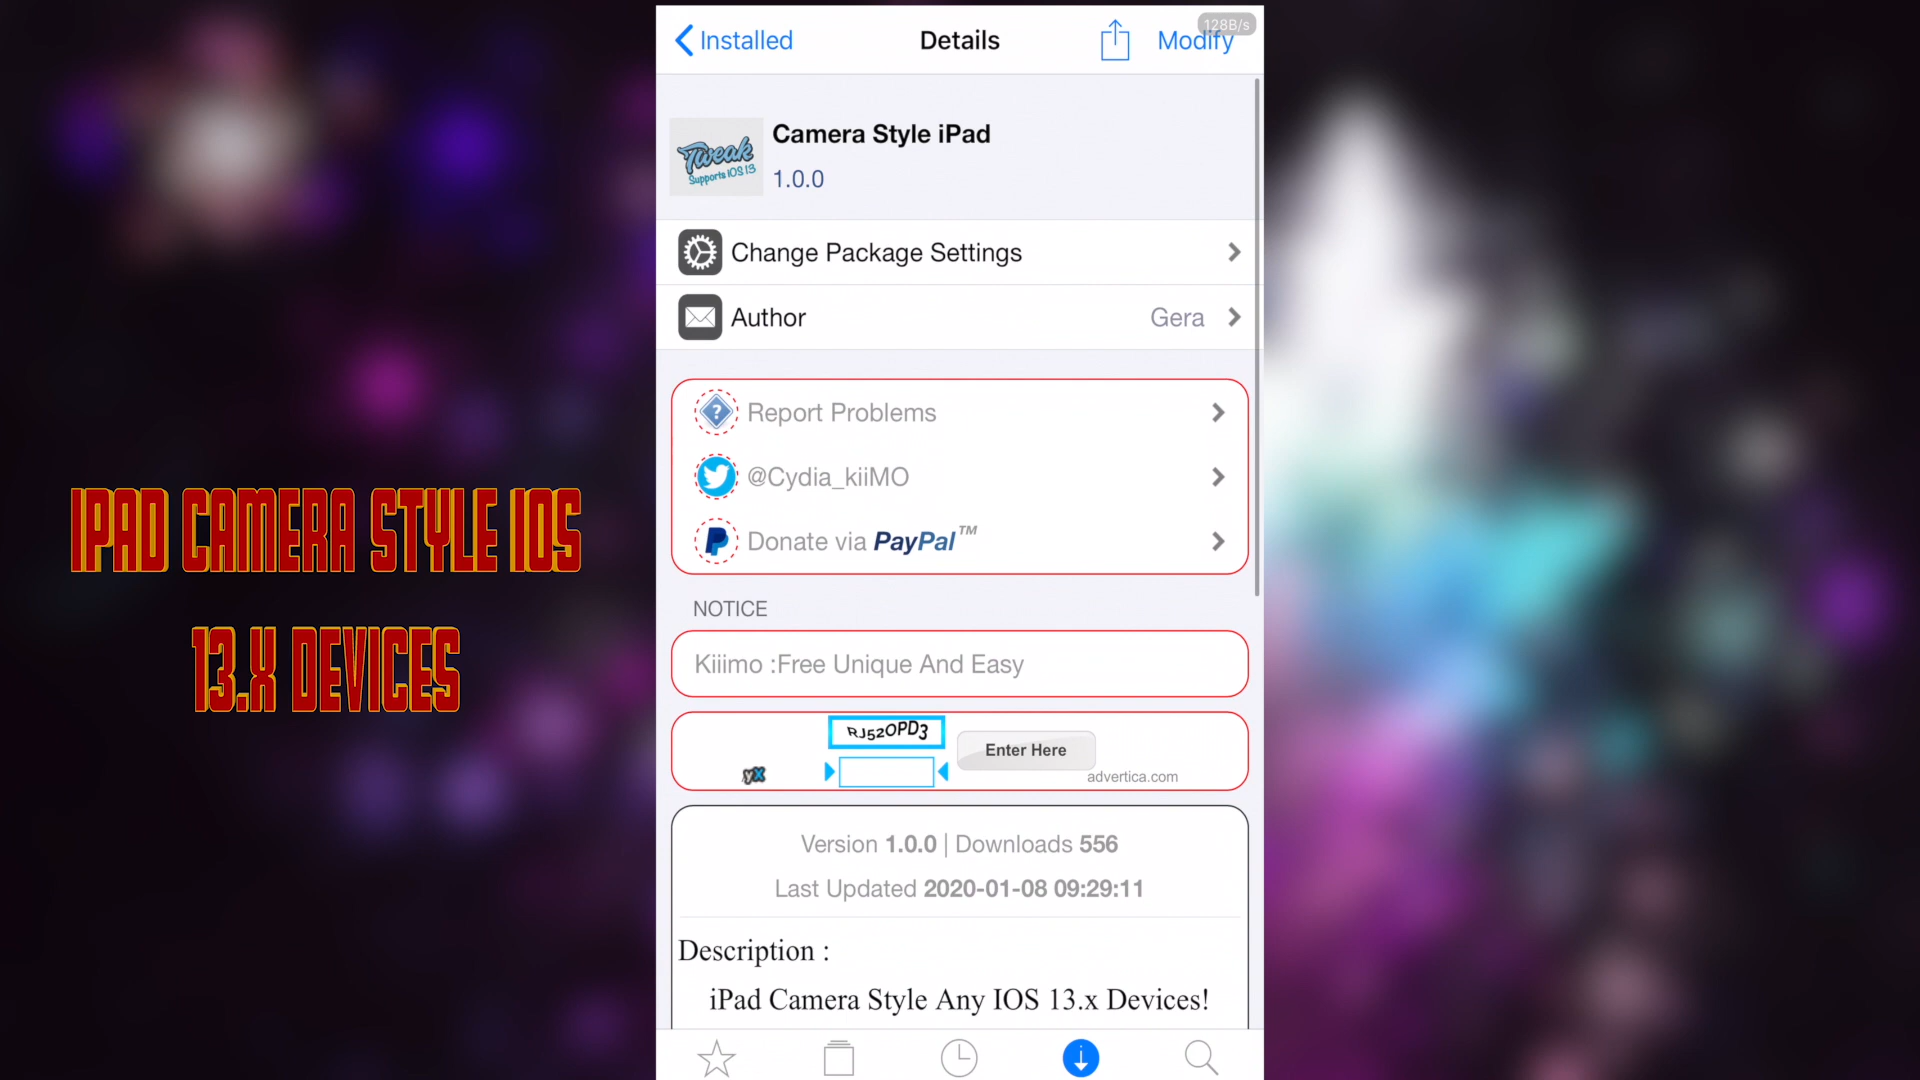 128B/s
Installed
Details
Modify
Tweak
Supports iOS 13
Camera Style iPad
1.0.0
Change Package Settings
Author
Gera
Report Problems
@Cydia_kiiMO
Donate via PayPal™
NOTICE
Kiiimo :Free Unique And Easy
RJ52OPD3
Enter Here
yx
advertica.com
Version 1.0.0 | Downloads 556
Last Updated 2020-01-08 09:29:11
Description :
iPad Camera Style Any IOS 13.x Devices!
IPAD CAMERA STYLE IOS
13.X DEVICES